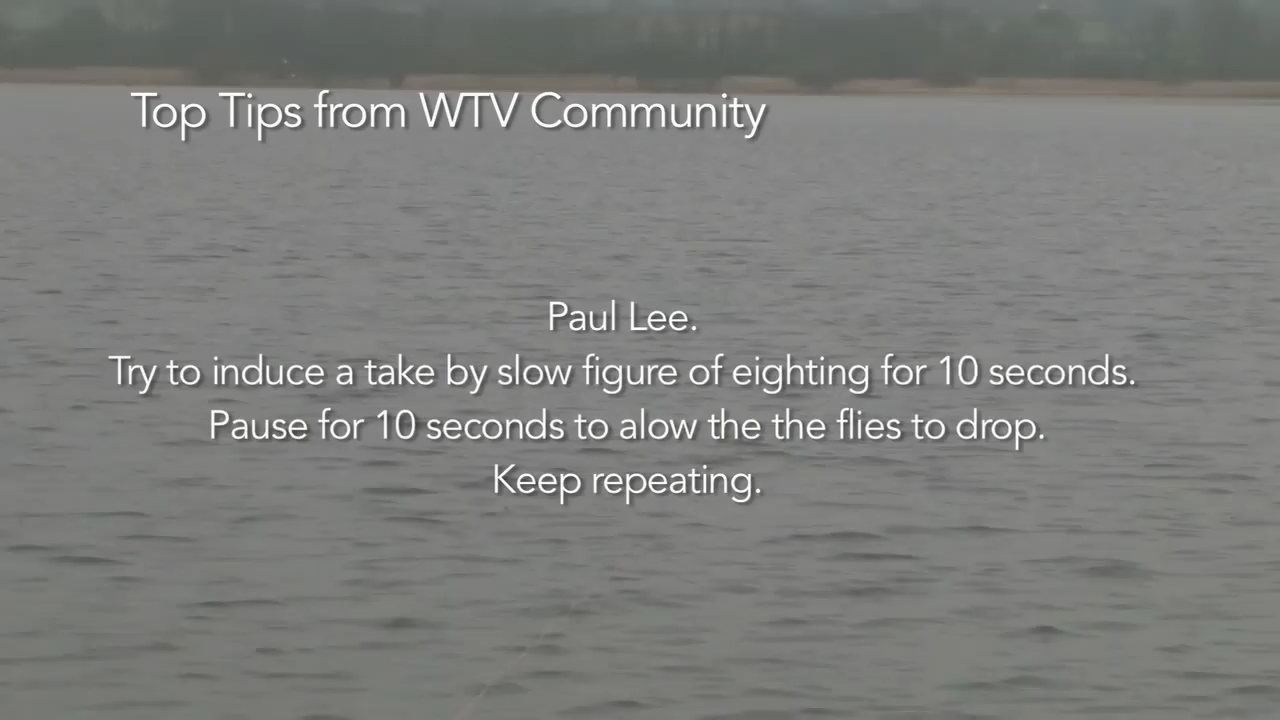 Top Tips from WTV Community
Paul Lee.
Try to induce a take by slow figure of eighting for 10 seconds.
Pause for 10 seconds to alow the the flies to drop.
Keep repeating.